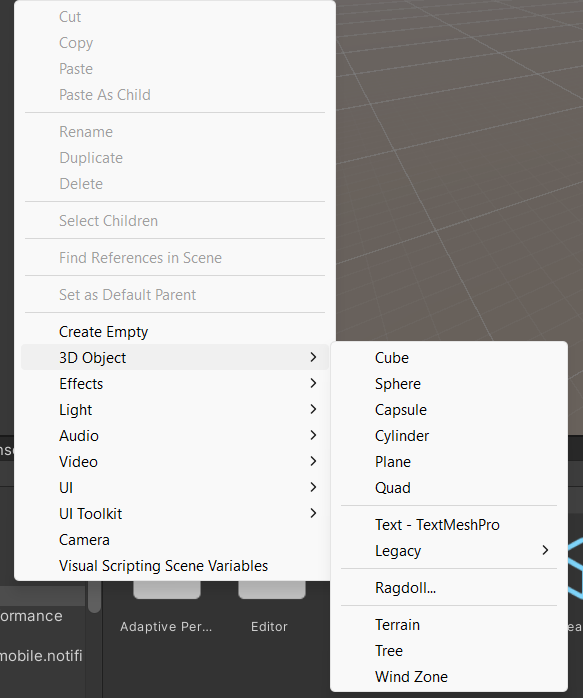 Cut
Copy
Paste
Paste As Child
Rename
Duplicate
Delete
Select Children
Find References in Scene
Set as Default Parent
Create Empty
3D Object
Effects
Light
Audio
Video
UI
UI Toolkit
Camera
Visual Scripting Scene Variables
Cube
Sphere
Capsule
Cylinder
Plane
Quad
Text - TextMeshPro
Legacy
Ragdoll...
Terrain
Tree
Wind Zone
ormance
mobile.notifi
Adaptive Per...
Editor